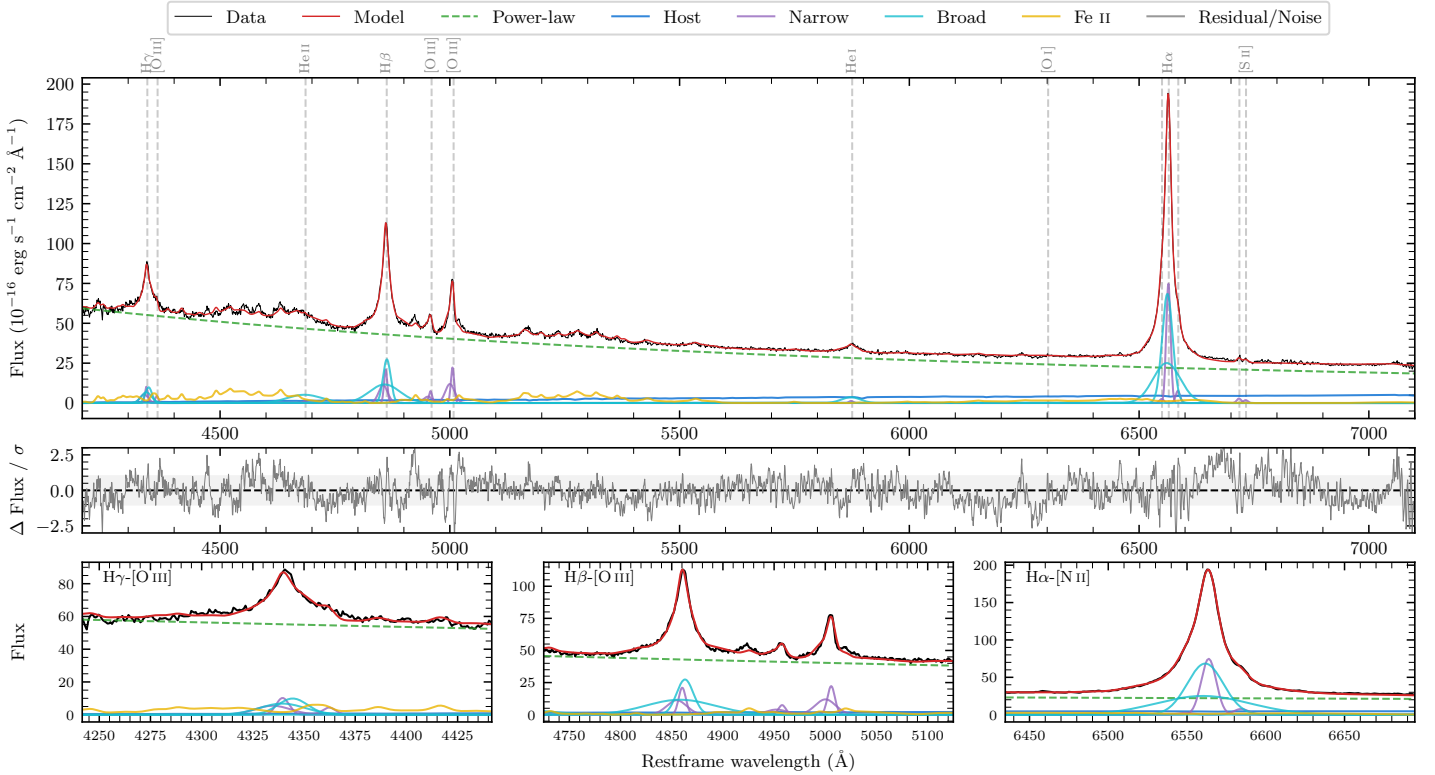 Data Model Power-law Host Narrow Broad Fe II Residual/Noise
Hγ [O III] He II Hβ [O III] [O III] He I [O I] Hα [S II]
200
175
150
125
100
75
50
25
0
Flux (10⁻¹⁶ erg s⁻¹ cm⁻² Å⁻¹)
4500 5000 5500 6000 6500 7000
2.5
0.0
−2.5
Δ Flux / σ
4500 5000 5500 6000 6500 7000
Hγ-[O III]
80
60
40
20
0
Flux
4250 4275 4300 4325 4350 4375 4400 4425
Hβ-[O III]
100
50
0
4750 4800 4850 4900 4950 5000 5050 5100
Hα-[N II]
200
150
100
50
0
6450 6500 6550 6600 6650
Restframe wavelength (Å)